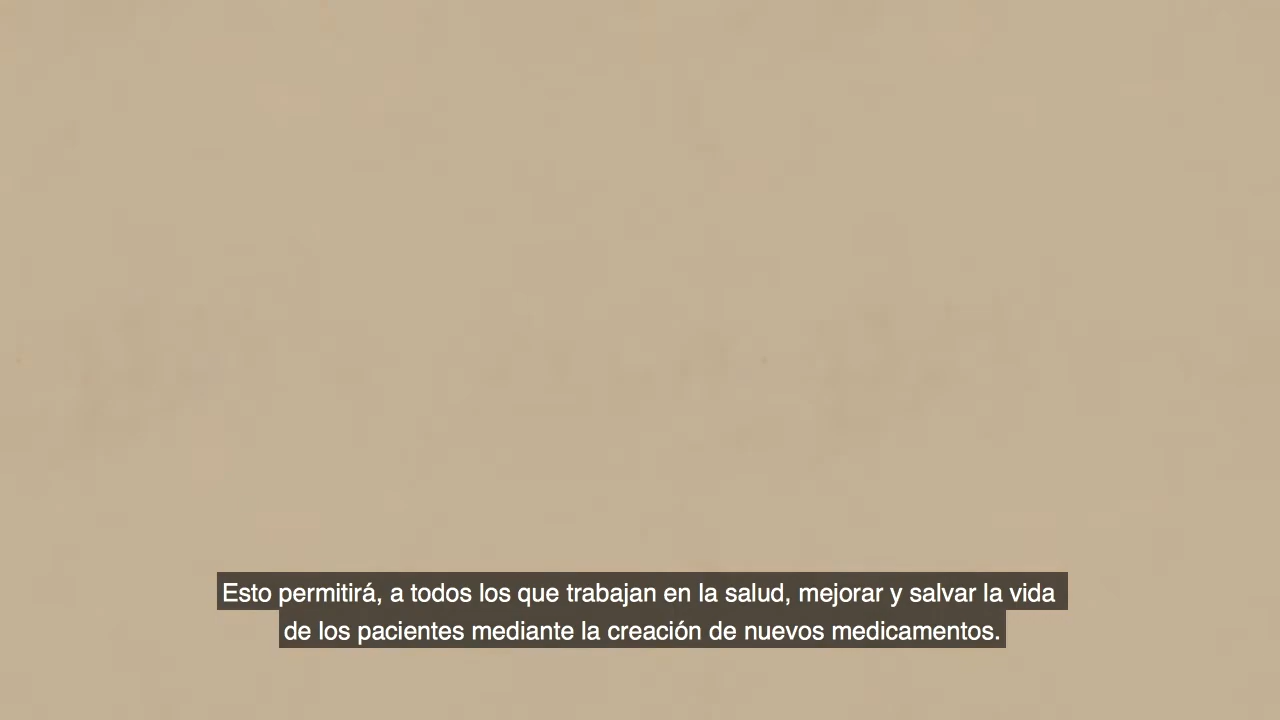 Esto permitirá, a todos los que trabajan en la salud, mejorar y salvar la vida
de los pacientes mediante la creación de nuevos medicamentos.